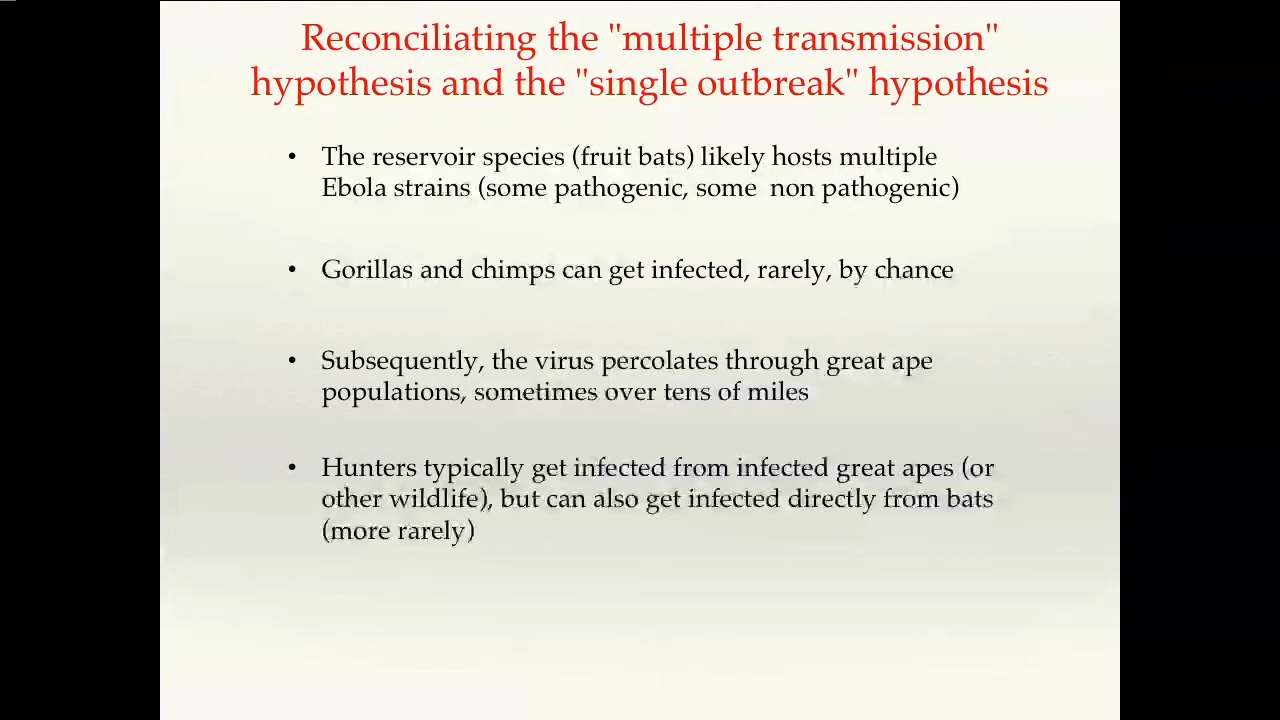 Reconciliating the "multiple transmission"
hypothesis and the "single outbreak" hypothesis
• The reservoir species (fruit bats) likely hosts multiple
Ebola strains (some pathogenic, some  non pathogenic)
• Gorillas and chimps can get infected, rarely, by chance
• Subsequently, the virus percolates through great ape
populations, sometimes over tens of miles
• Hunters typically get infected from infected great apes (or
other wildlife), but can also get infected directly from bats
(more rarely)